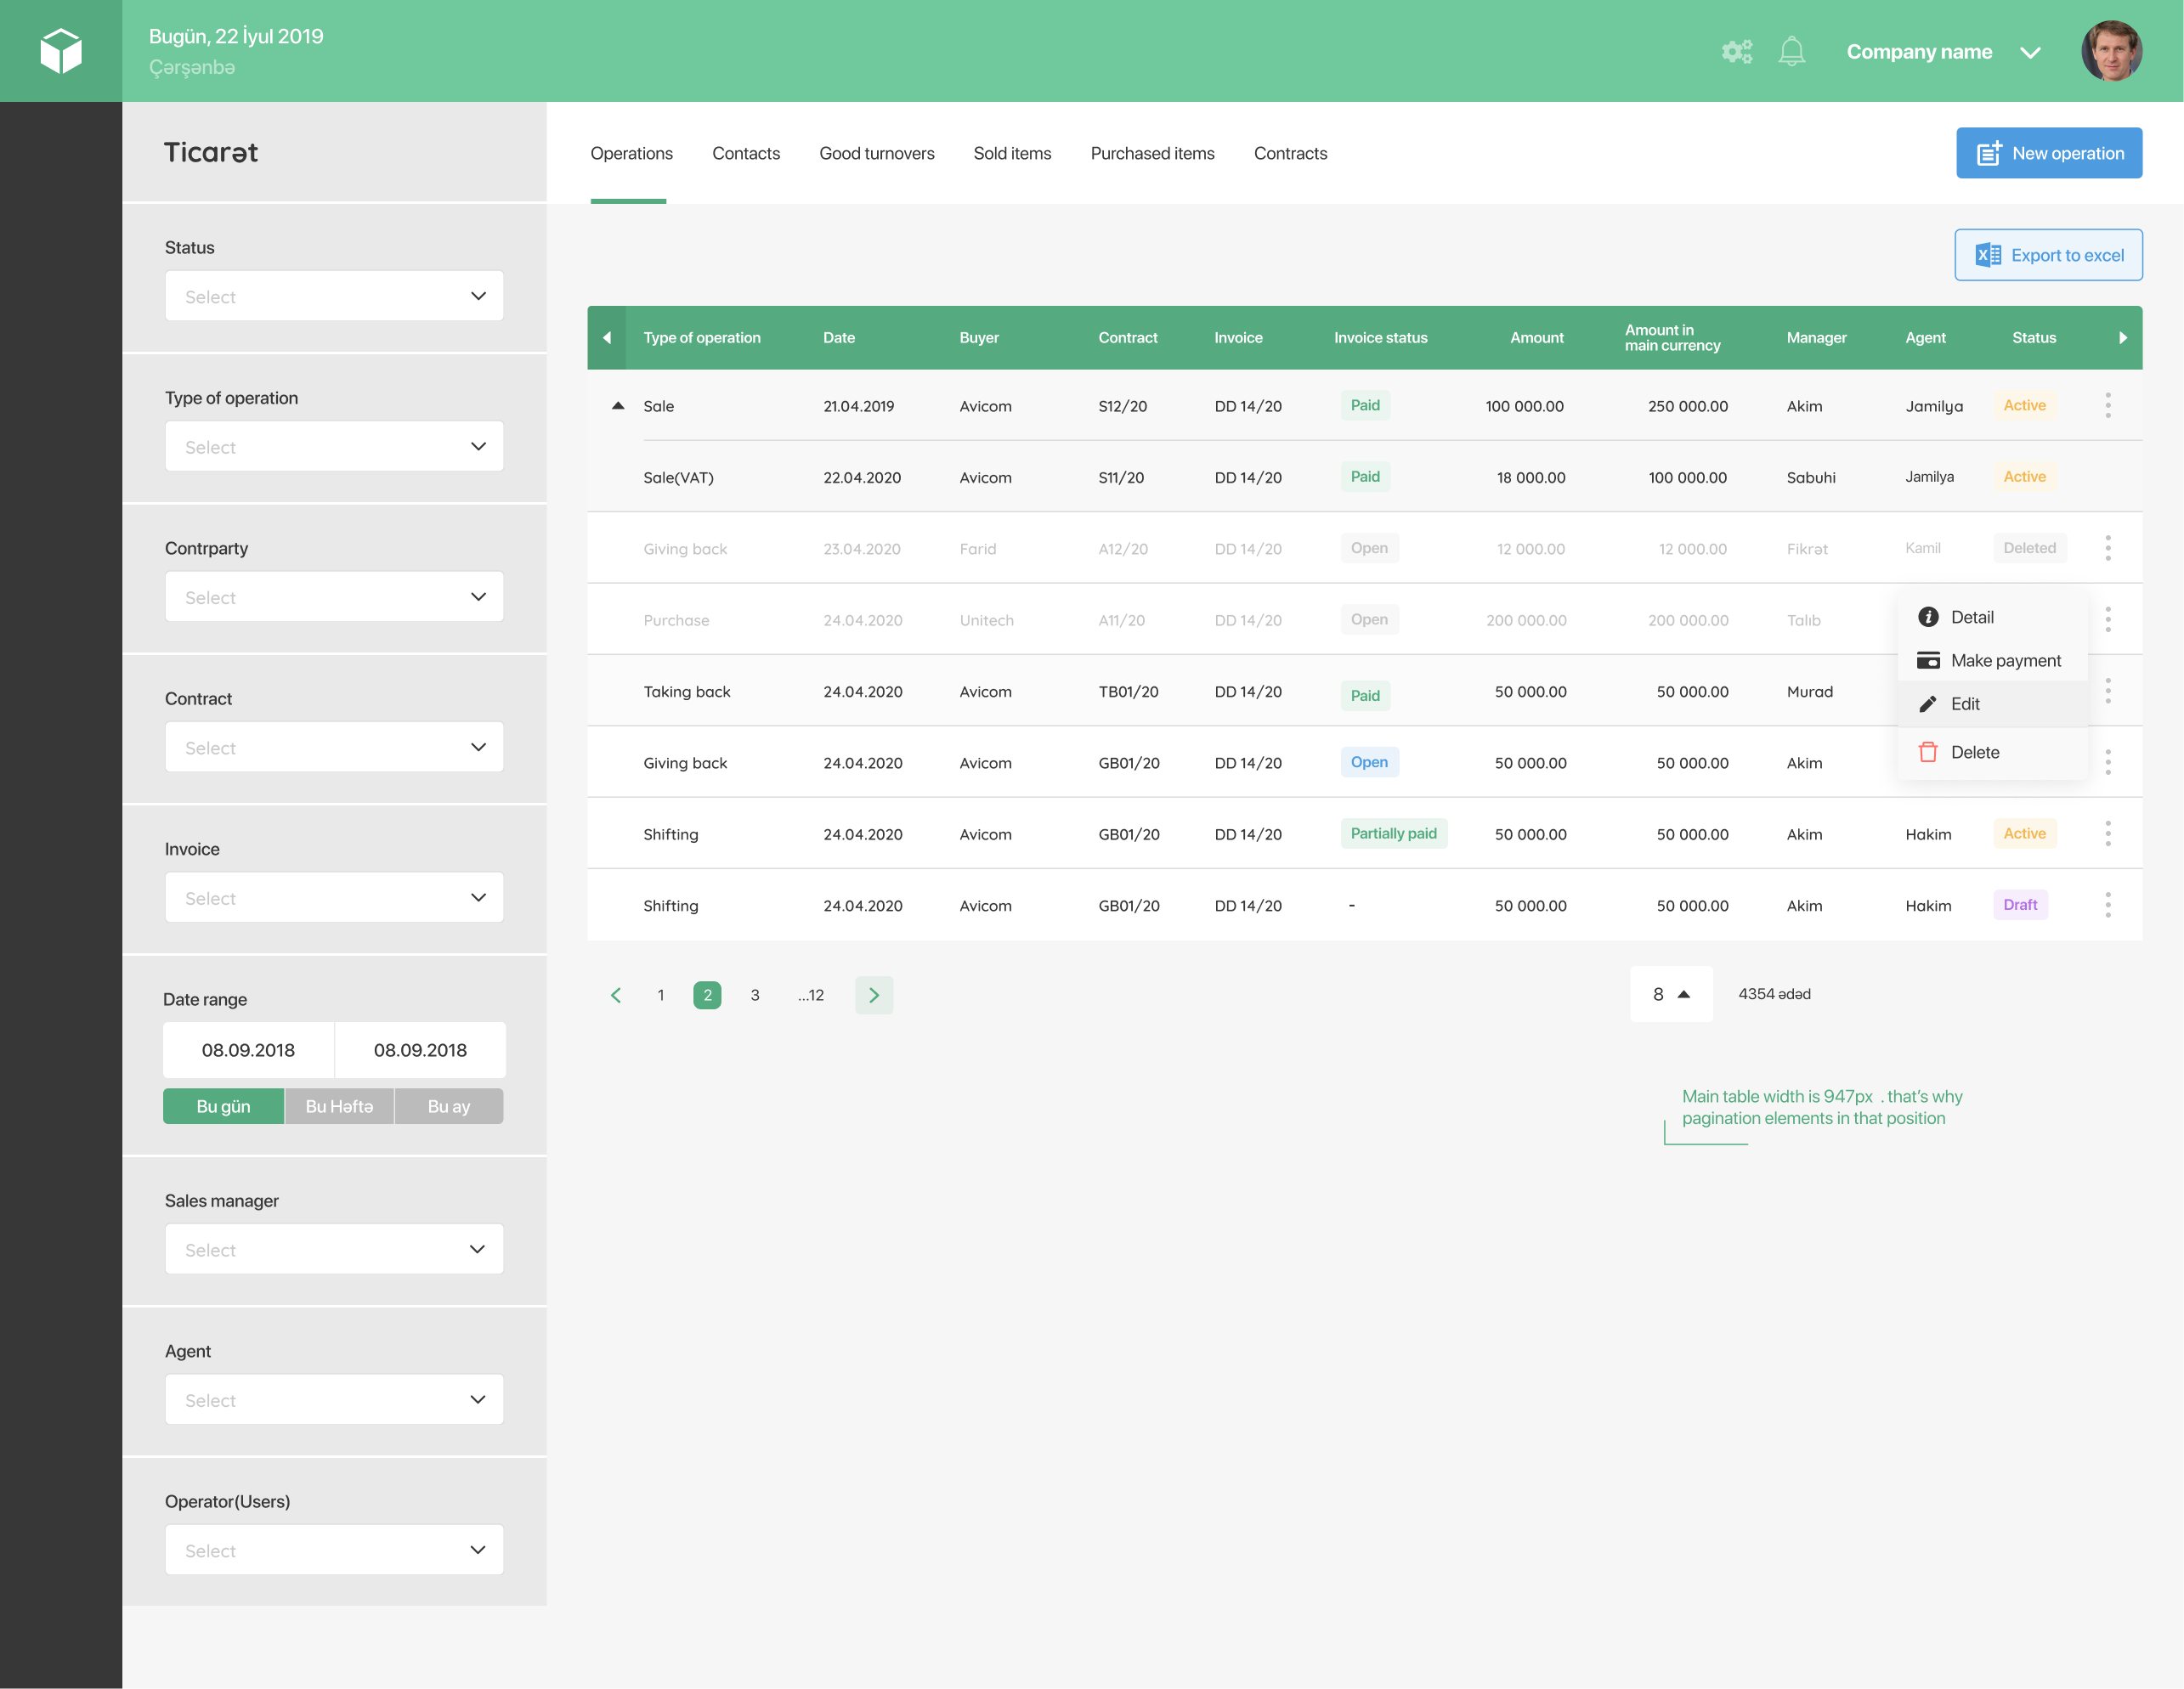 Bugün, 22 İyul 2019
Çərşənbə
Company name
Ticarət
Operations Contacts Good turnovers Sold items Purchased items Contracts
New operation
Export to excel
Status
Select
Type of operation
Select
Contrparty
Select
Contract
Select
Invoice
Select
Date range
08.09.2018 08.09.2018
Bu gün Bu Həftə Bu ay
Sales manager
Select
Agent
Select
Operator(Users)
Select
Type of operation Date Buyer Contract Invoice Invoice status Amount Amount in main currency Manager Agent Status
Sale 21.04.2019 Avicom S12/20 DD 14/20 Paid 100 000.00 250 000.00 Akim Jamilya Active
Sale(VAT) 22.04.2020 Avicom S11/20 DD 14/20 Paid 18 000.00 100 000.00 Sabuhi Jamilya Active
Giving back 23.04.2020 Farid A12/20 DD 14/20 Open 12 000.00 12 000.00 Fikrət Kamil Deleted
Purchase 24.04.2020 Unitech A11/20 DD 14/20 Open 200 000.00 200 000.00 Talıb
Taking back 24.04.2020 Avicom TB01/20 DD 14/20 Paid 50 000.00 50 000.00 Murad
Giving back 24.04.2020 Avicom GB01/20 DD 14/20 Open 50 000.00 50 000.00 Akim
Shifting 24.04.2020 Avicom GB01/20 DD 14/20 Partially paid 50 000.00 50 000.00 Akim Hakim Active
Shifting 24.04.2020 Avicom GB01/20 DD 14/20 - 50 000.00 50 000.00 Akim Hakim Draft
Detail
Make payment
Edit
Delete
1 2 3 ...12
8 4354 ədəd
Main table width is 947px . that's why
pagination elements in that position